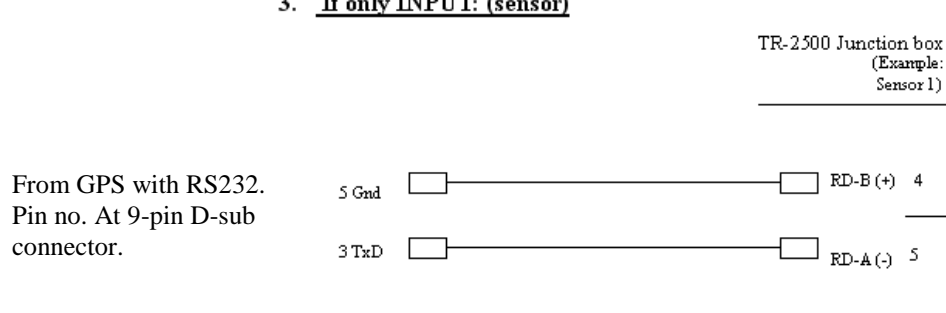 3. If only INPUT: (sensor)
TR-2500 Junction box
(Example:
Sensor 1)
From GPS with RS232.
Pin no. At 9-pin D-sub
connector.
5 Gnd
RD-B (+) 4
3 TxD
RD-A (-) 5